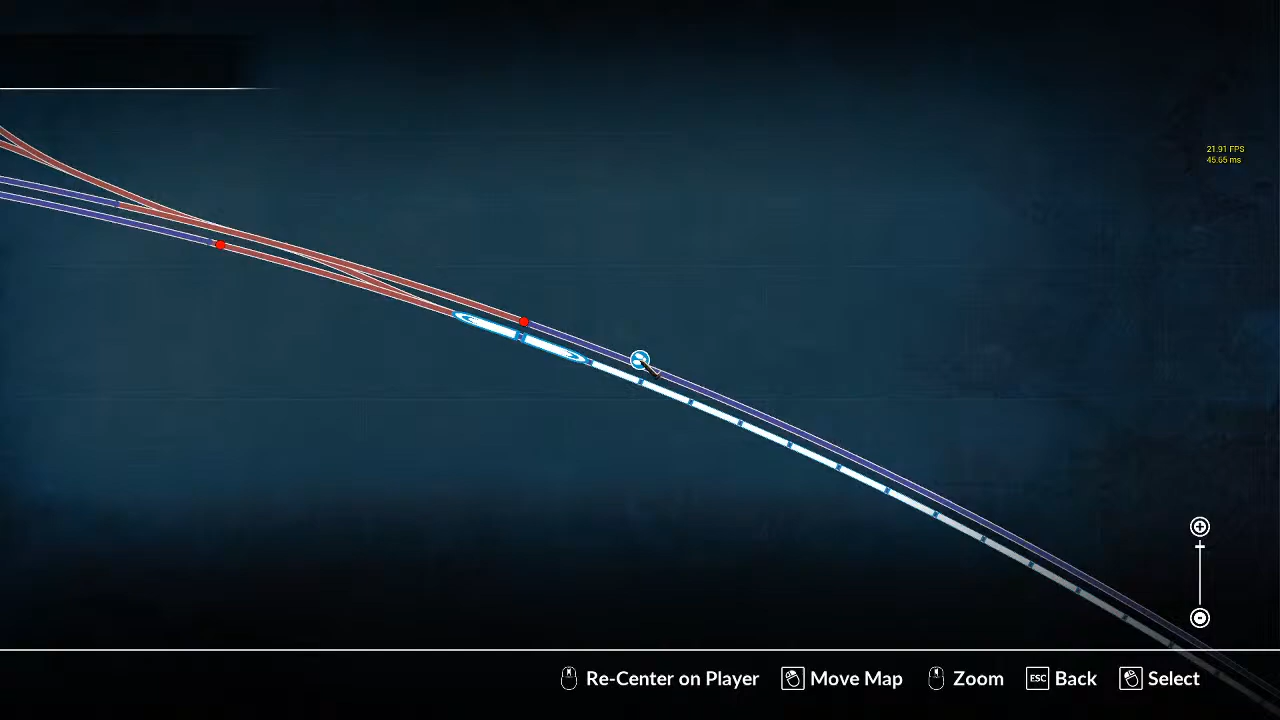 21.91 FPS
45.65 ms
Re-Center on Player
Move Map
Zoom
ESC Back
Select